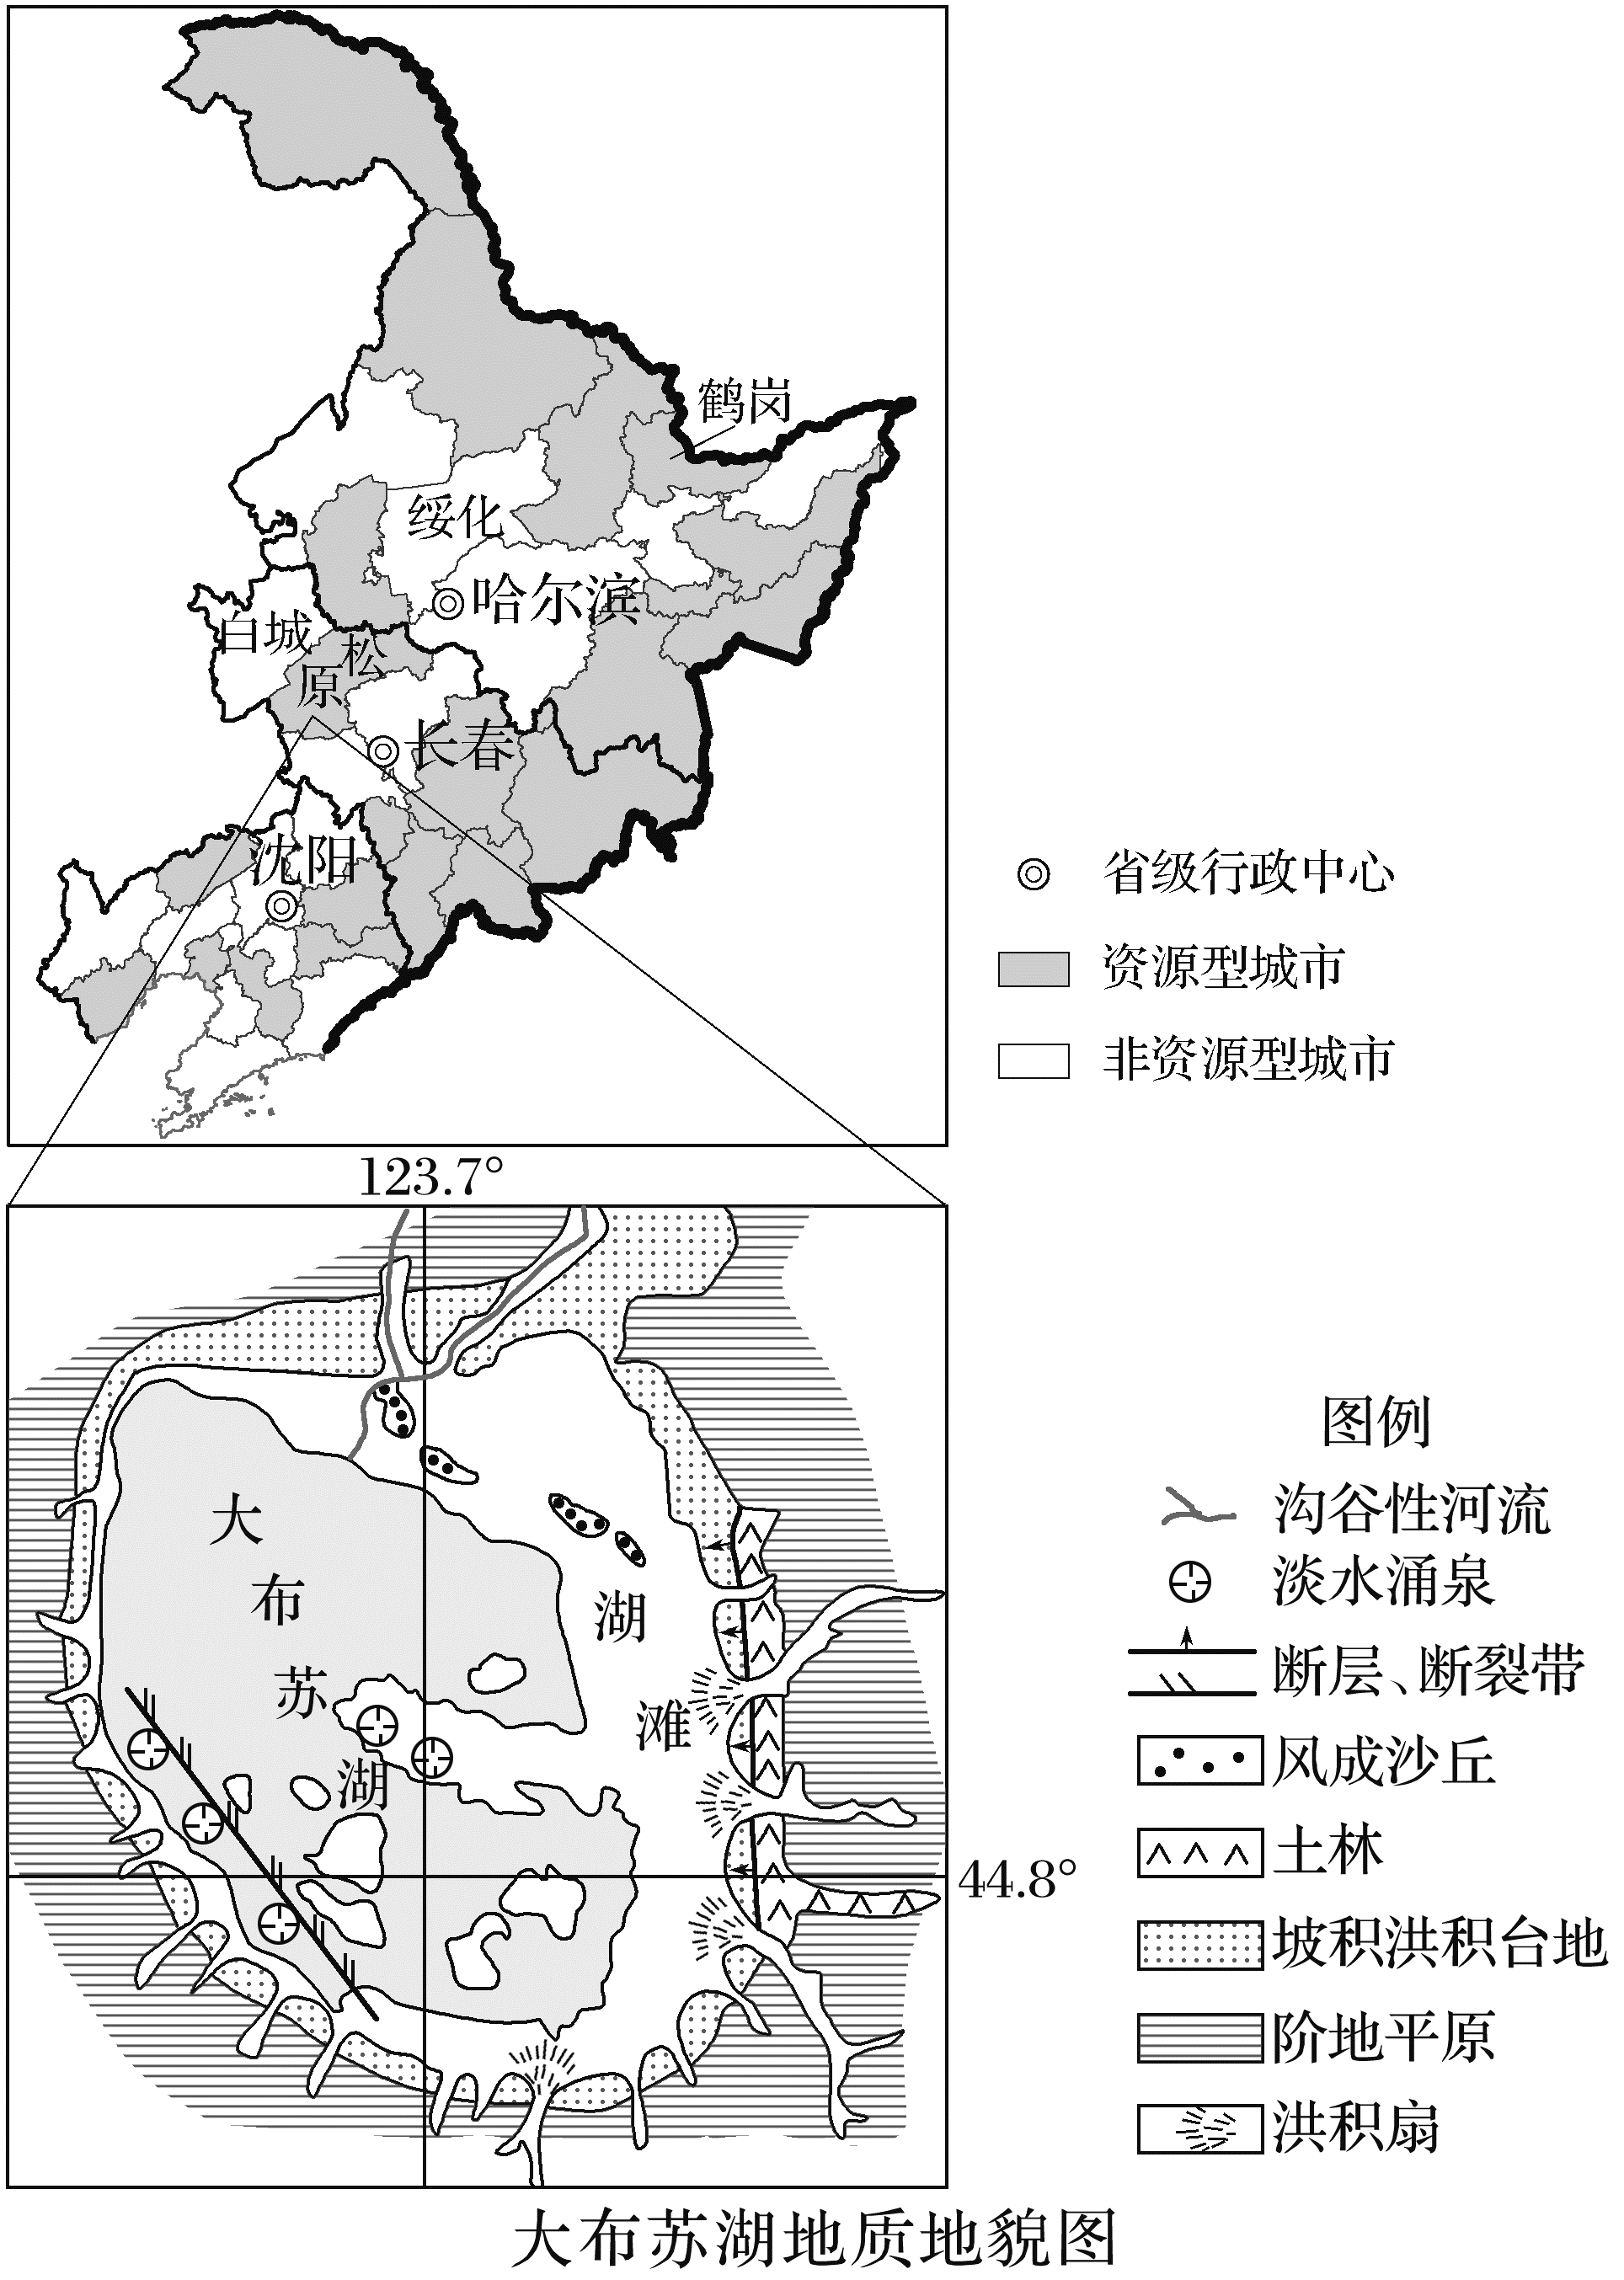 鹤岗
绥化
哈尔滨
白城
松
原
长春
沈阳
省级行政中心
资源型城市
非资源型城市
123.7°
大
布
苏
湖
湖
滩
44.8°
图例
沟谷性河流
淡水涌泉
断层、断裂带
风成沙丘
土林
坡积洪积台地
阶地平原
洪积扇
大布苏湖地质地貌图